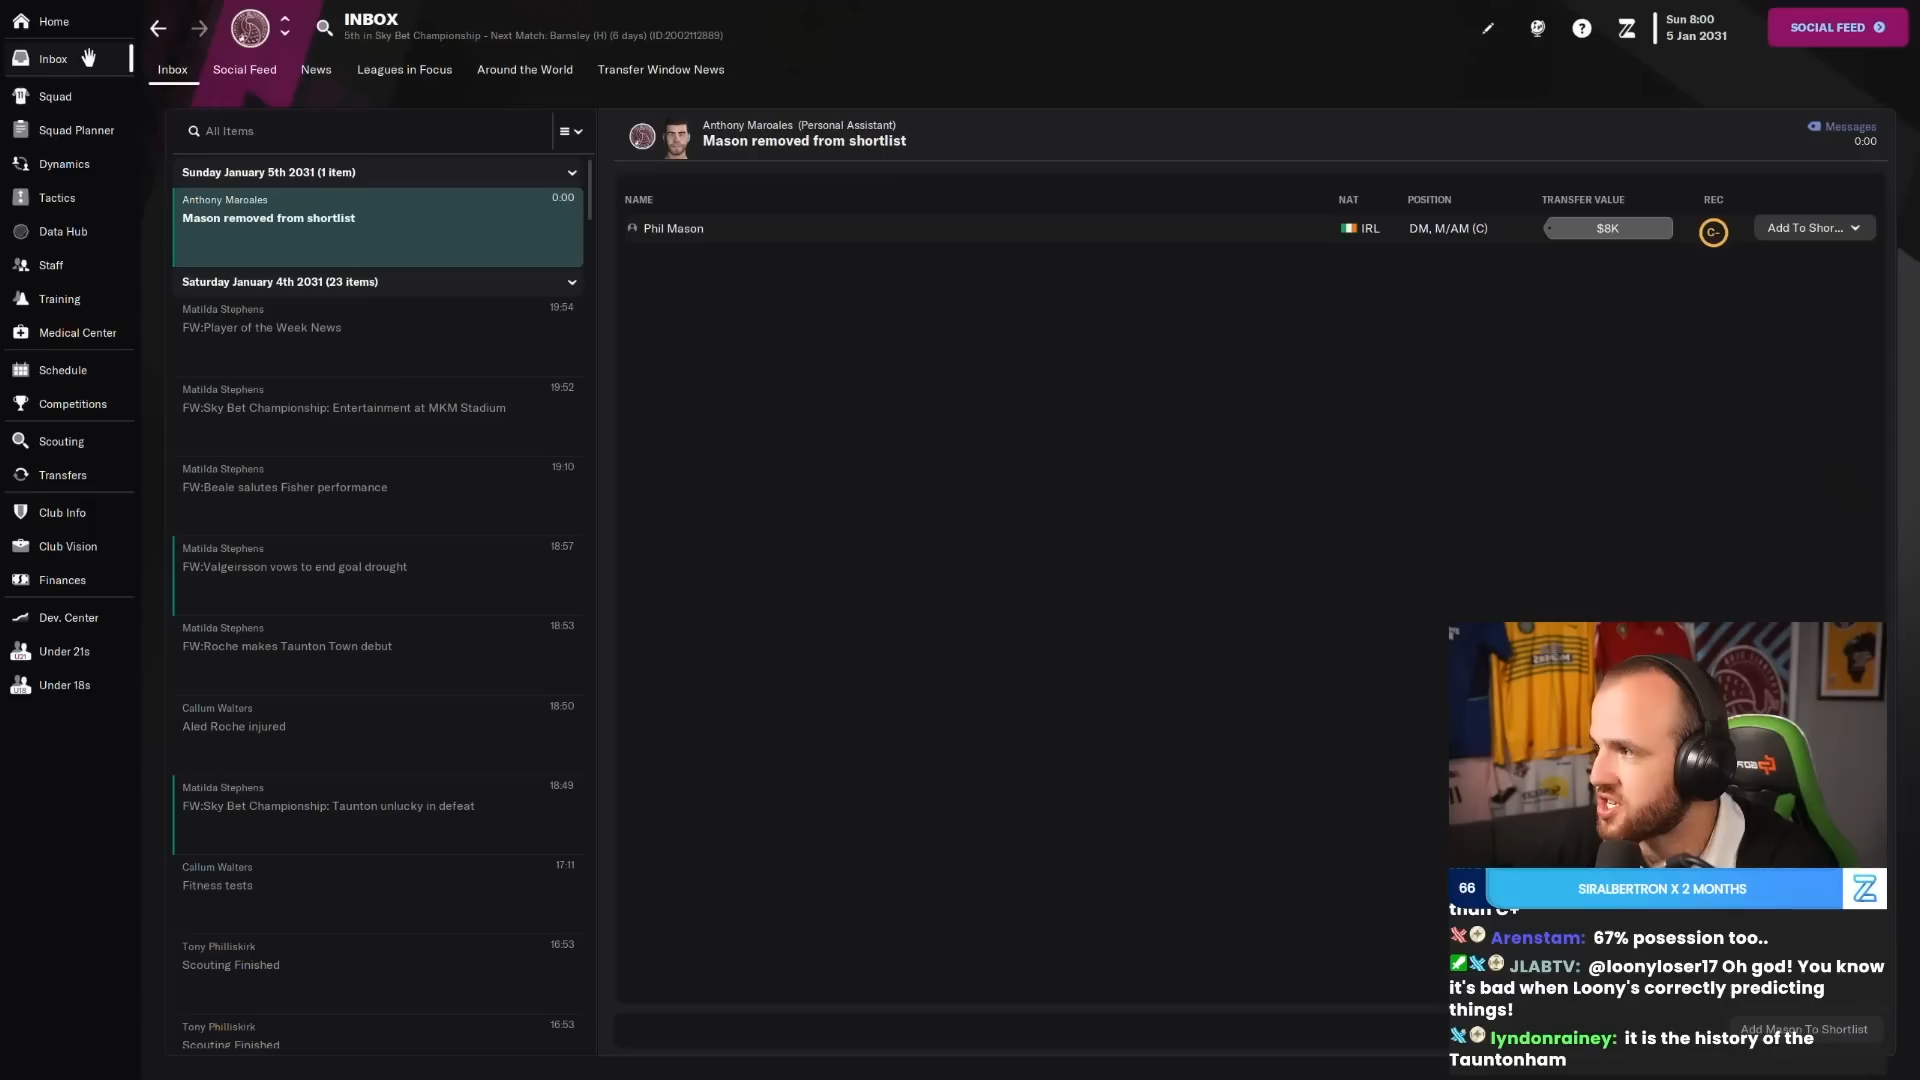 Home
Inbox
Squad
Squad Planner
Dynamics
Tactics
Data Hub
Staff
Training
Medical Center
Schedule
Competitions
Scouting
Transfers
Club Info
Club Vision
Finances
Dev. Center
Under 21s
Under 18s
INBOX
5th in Sky Bet Championship - Next Match: Barnsley (H) (6 days) (ID:2002112889)
Sun 8:00
5 Jan 2031
SOCIAL FEED
Inbox Social Feed News Leagues in Focus Around the World Transfer Window News
All Items
Sunday January 5th 2031 (1 item)
Anthony Maroales 0:00
Mason removed from shortlist
Saturday January 4th 2031 (23 items)
Matilda Stephens 19:54
FW:Player of the Week News
Matilda Stephens 19:52
FW:Sky Bet Championship: Entertainment at MKM Stadium
Matilda Stephens 19:10
FW:Beale salutes Fisher performance
Matilda Stephens 18:57
FW:Valgeirsson vows to end goal drought
Matilda Stephens 18:53
FW:Roche makes Taunton Town debut
Callum Walters 18:50
Aled Roche injured
Matilda Stephens 18:49
FW:Sky Bet Championship: Taunton unlucky in defeat
Callum Walters 17:11
Fitness tests
Tony Philliskirk 16:53
Scouting Finished
Tony Philliskirk 16:53
Scouting Finished
Anthony Maroales (Personal Assistant)
Mason removed from shortlist
Messages
0:00
NAME NAT POSITION TRANSFER VALUE REC
Phil Mason IRL DM, M/AM (C) $8K C- Add To Shor...
66 SIRALBERTRON X 2 MONTHS
than C+
Arenstam: 67% posession too..
JLABTV: @loonyloser17 Oh god! You know
it's bad when Loony's correctly predicting
things!
Add Mason To Shortlist
lyndonrainey: it is the history of the
Tauntonham